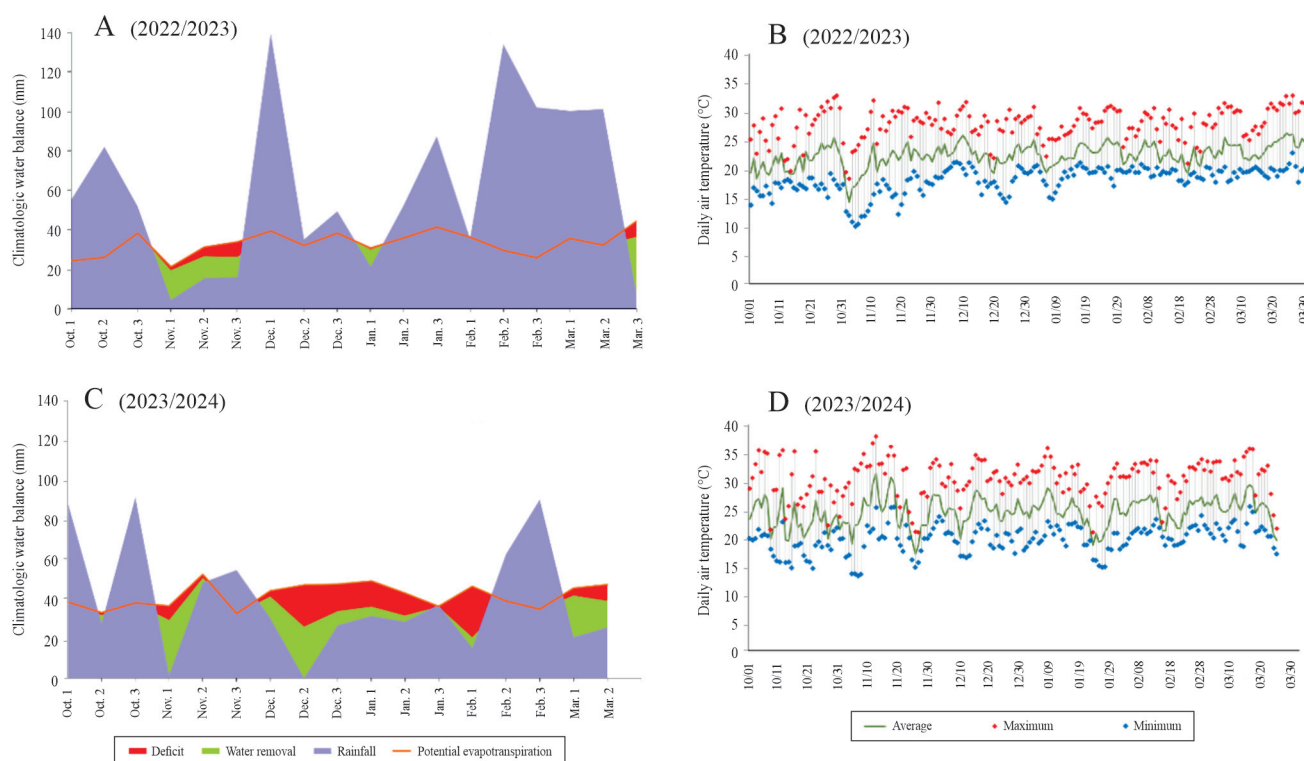 A (2022/2023)
Climatologic water balance (mm)
140
120
100
80
60
40
20
0
Oct. 1
Oct. 2
Oct. 3
Nov. 1
Nov. 2
Nov. 3
Dec. 1
Dec. 2
Dec. 3
Jan. 1
Jan. 2
Jan. 3
Feb. 1
Feb. 2
Feb. 3
Mar. 1
Mar. 2
Mar. 3
B (2022/2023)
Daily air temperature (°C)
40
35
30
25
20
15
10
5
0
10/01
10/11
10/21
10/31
11/10
11/20
11/30
12/10
12/20
12/30
01/09
01/19
01/29
02/08
02/18
02/28
03/10
03/20
03/30
C (2023/2024)
Climatologic water balance (mm)
140
120
100
80
60
40
20
0
Oct. 1
Oct. 2
Oct. 3
Nov. 1
Nov. 2
Nov. 3
Dec. 1
Dec. 2
Dec. 3
Jan. 1
Jan. 2
Jan. 3
Feb. 1
Feb. 2
Feb. 3
Mar. 1
Mar. 2
D (2023/2024)
Daily air temperature (°C)
40
35
30
25
20
15
10
5
0
10/01
10/11
10/21
10/31
11/10
11/20
11/30
12/10
12/20
12/30
01/09
01/19
01/29
02/08
02/18
02/28
03/10
03/20
03/30
Deficit Water removal Rainfall Potential evapotranspiration
Average Maximum Minimum